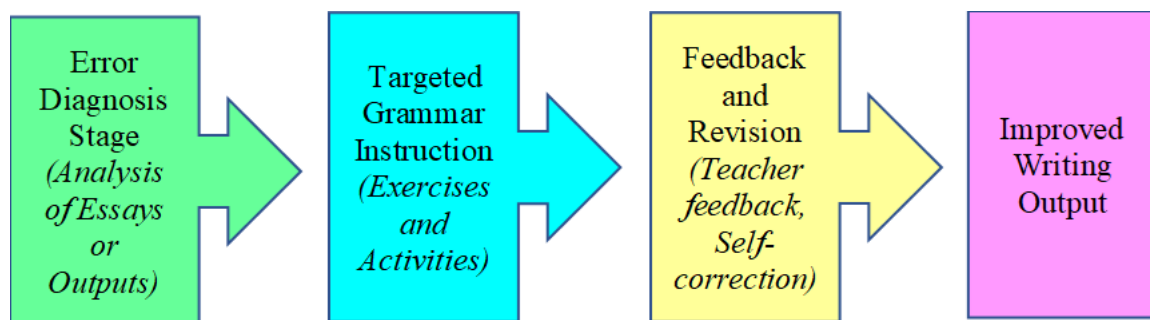 Error
Diagnosis
Stage
(Analysis
of Essays
or
Outputs)
Targeted
Grammar
Instruction
(Exercises
and
Activities)
Feedback
and
Revision
(Teacher
feedback,
Self-
correction)
Improved
Writing
Output